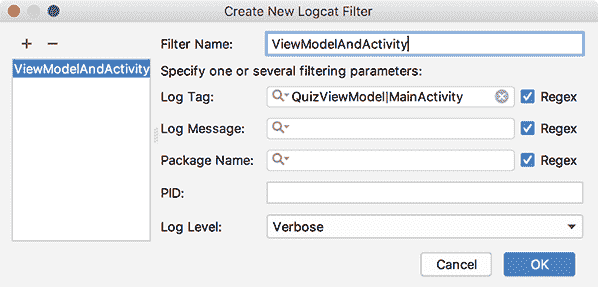 Create New Logcat Filter
+ −
ViewModelAndActivity
Filter Name: ViewModelAndActivity
Specify one or several filtering parameters:
Log Tag: QuizViewModel|MainActivity Regex
Log Message: Regex
Package Name: Regex
PID:
Log Level: Verbose
Cancel OK